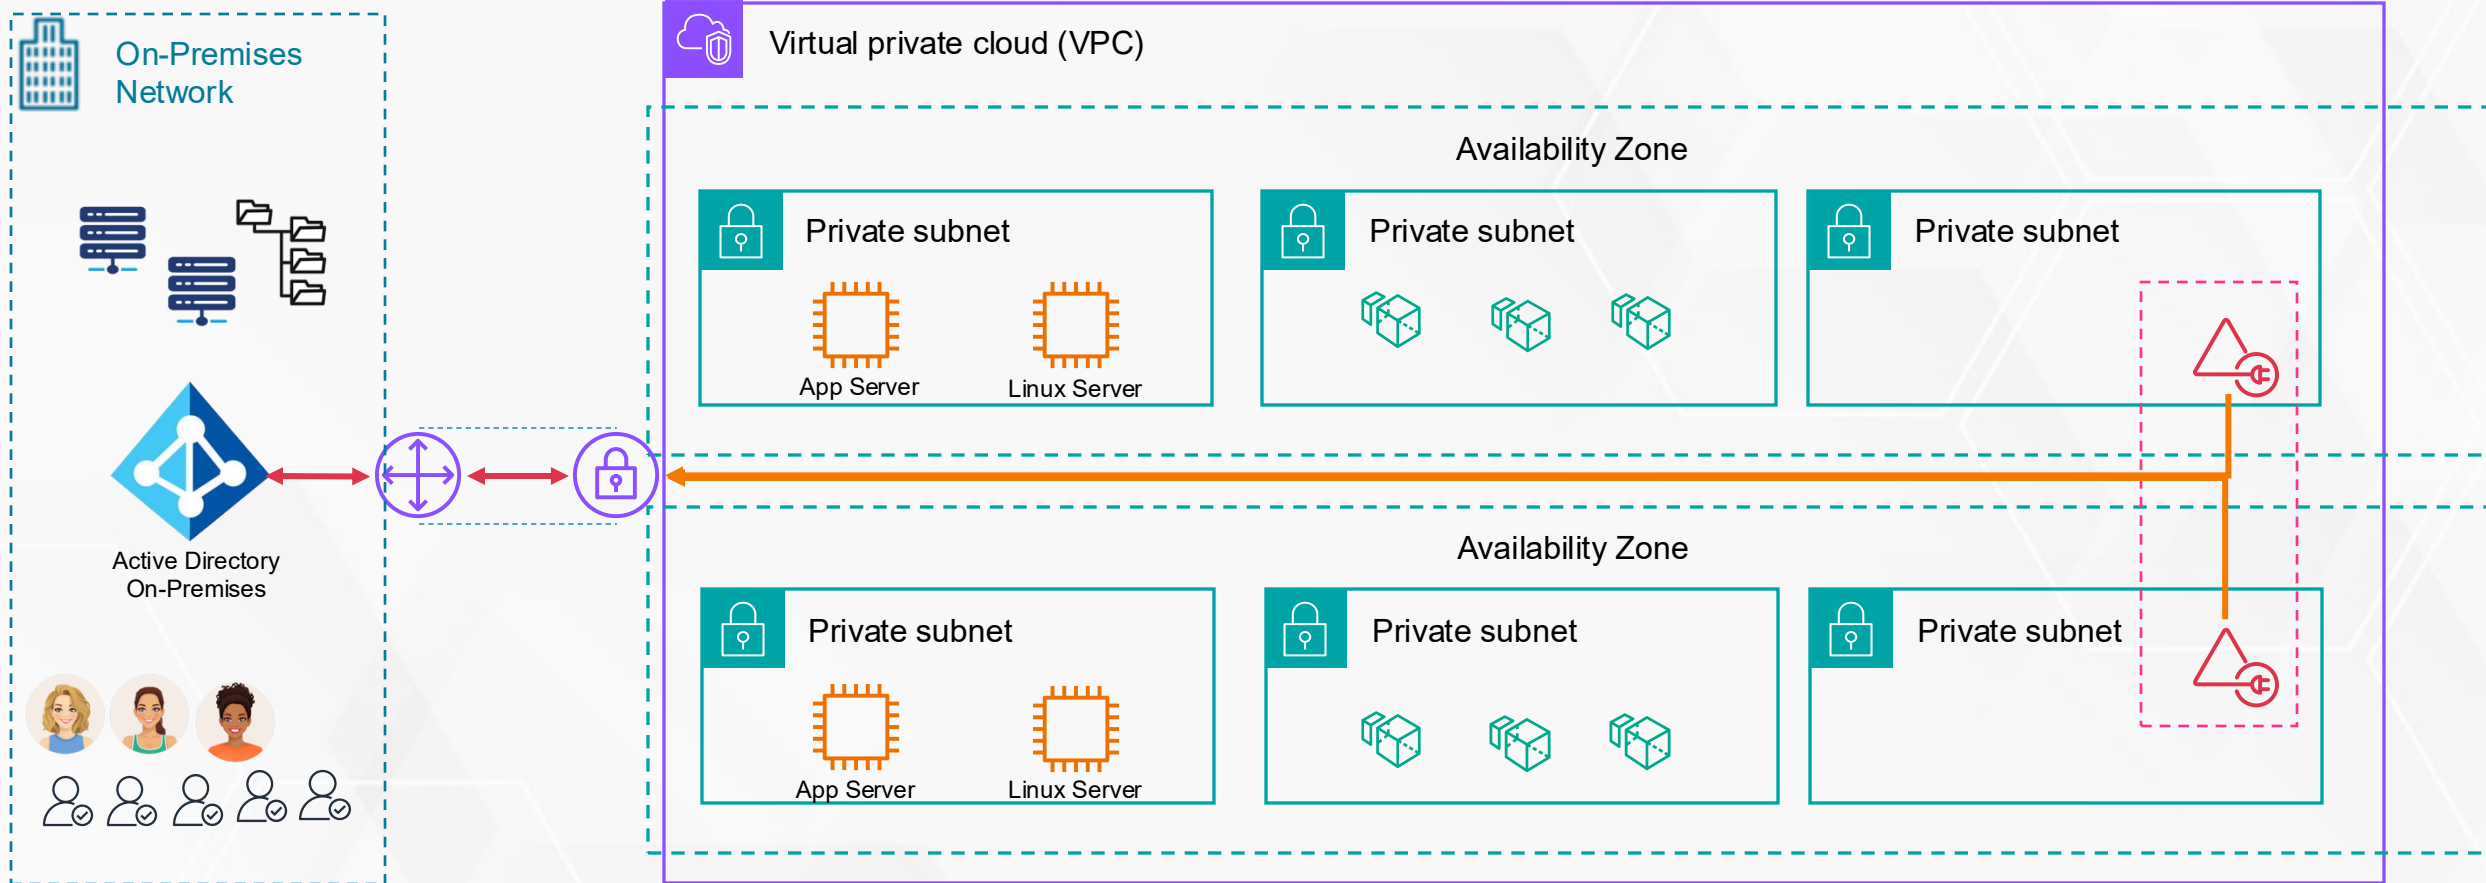 On-Premises
Network
Virtual private cloud (VPC)
Availability Zone
Private subnet
Private subnet
Private subnet
App Server
Linux Server
Active Directory
On-Premises
Availability Zone
Private subnet
Private subnet
Private subnet
App Server
Linux Server